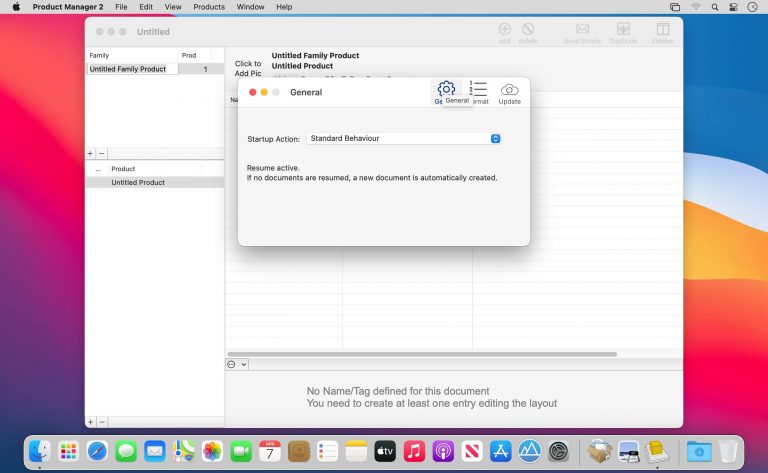 Product Manager 2 File Edit View Products Window Help
Untitled
add delete Send Emails Duplicate Sidebar
Family Prod
Untitled Family Product 1
Click to
Add Pic
Untitled Family Product
Untitled Product
General
General
Format
Update
Startup Action: Standard Behaviour
Resume active.
If no documents are resumed, a new document is automatically created.
Product
Untitled Product
No Name/Tag defined for this document
You need to create at least one entry editing the layout
APR
7
tv